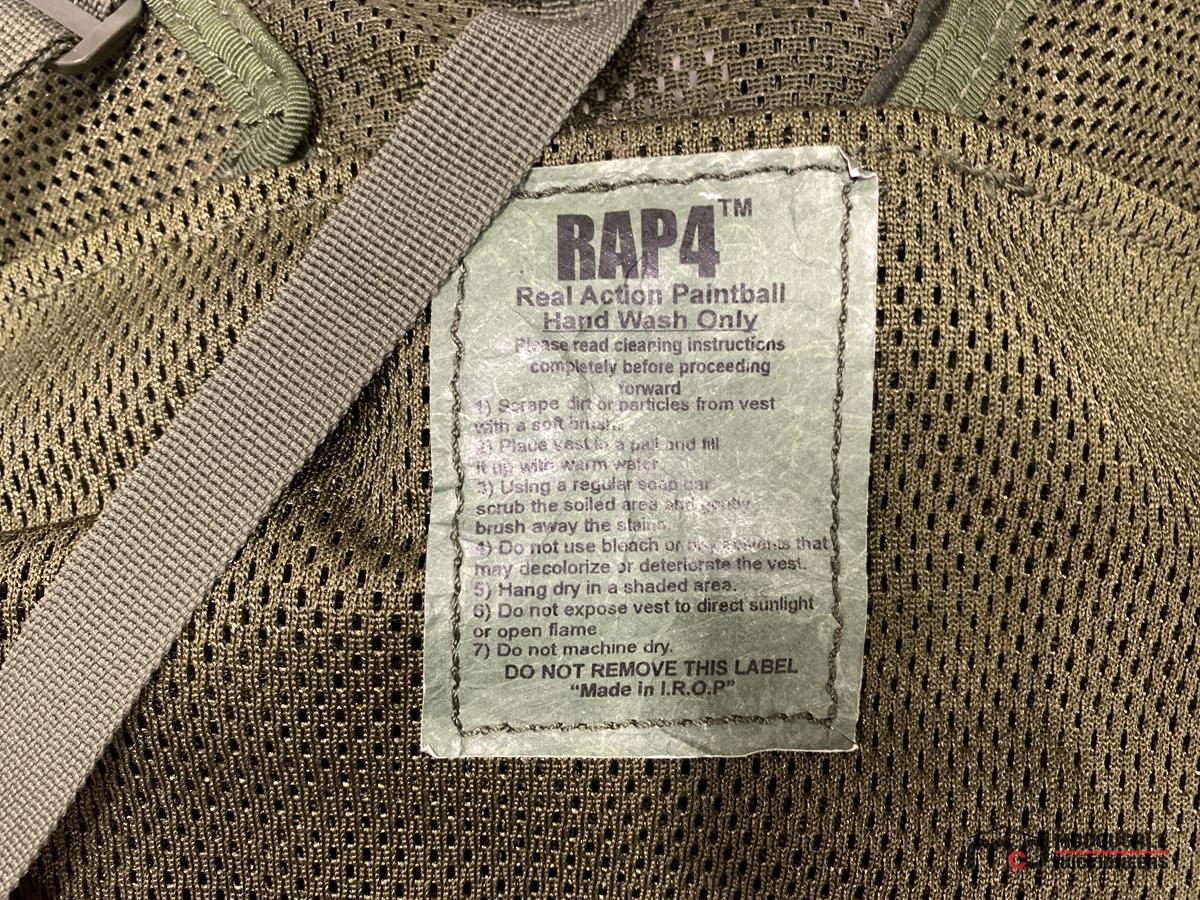 RAP4™
Real Action Paintball
Hand Wash Only
Please read cleaning instructions
completely before proceeding
forward
1) Scrape dirt or particles from vest
with a soft brush.
2) Place vest in a pail and fill
it up with warm water
3) Using a regular soap bar
scrub the soiled area and gently
brush away the stains.
4) Do not use bleach or any solvents that
may decolorize or deteriorate the vest.
5) Hang dry in a shaded area.
6) Do not expose vest to direct sunlight
or open flame.
7) Do not machine dry.
DO NOT REMOVE THIS LABEL
"Made in I.R.O.P"
mcd